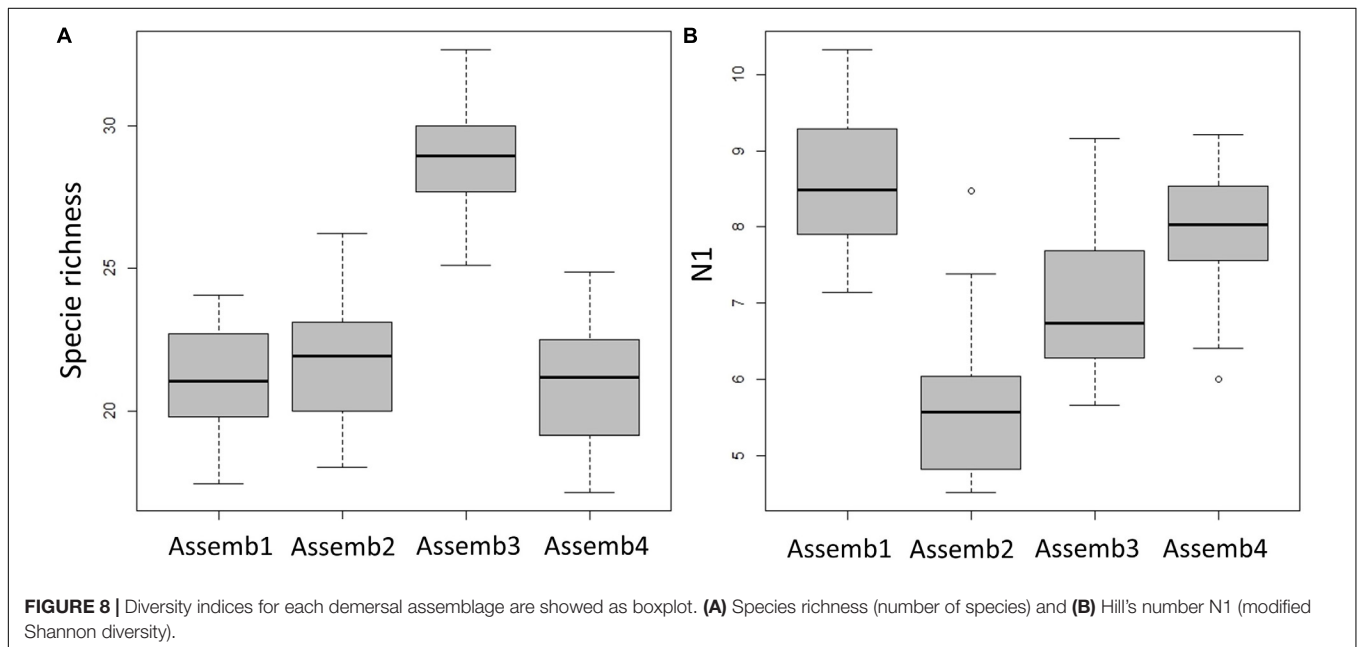 A
Specie richness
30
25
20
Assemb1 Assemb2 Assemb3 Assemb4
B
N1
10
9
8
7
6
5
Assemb1 Assemb2 Assemb3 Assemb4
FIGURE 8 | Diversity indices for each demersal assemblage are showed as boxplot. (A) Species richness (number of species) and (B) Hill's number N1 (modified
Shannon diversity).